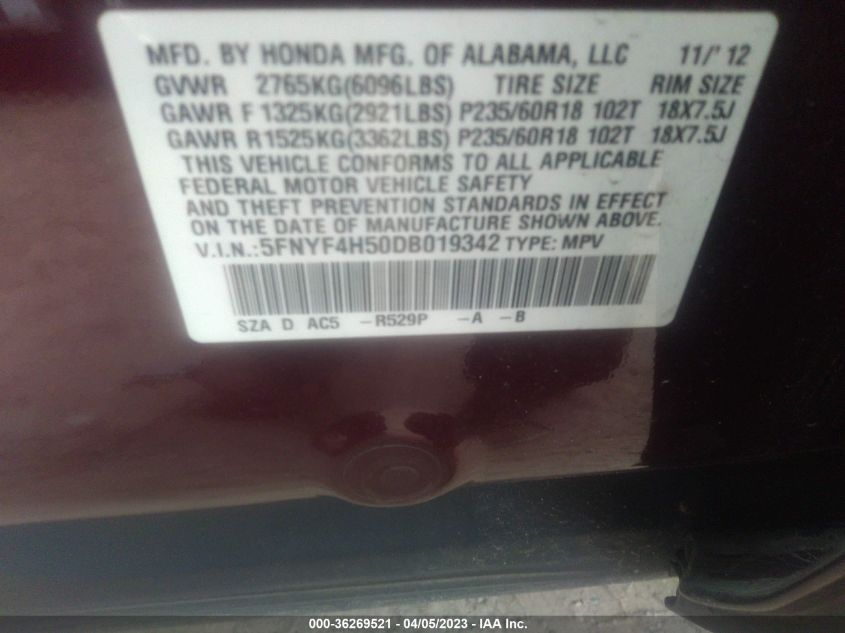 MFD. BY HONDA MFG. OF ALABAMA, LLC 11/' 12
GVWR 2765KG(6096LBS) TIRE SIZE RIM SIZE
GAWR F 1325KG(2921LBS) P235/60R18 102T 18X7.5J
GAWR R1525KG(3362LBS) P235/60R18 102T 18X7.5J
THIS VEHICLE CONFORMS TO ALL APPLICABLE
FEDERAL MOTOR VEHICLE SAFETY
AND THEFT PREVENTION STANDARDS IN EFFECT
ON THE DATE OF MANUFACTURE SHOWN ABOVE.
V.I.N.:5FNYF4H50DB019342 TYPE: MPV
SZA D AC5 -R529P -A -B
000-36269521 - 04/05/2023 - IAA Inc.